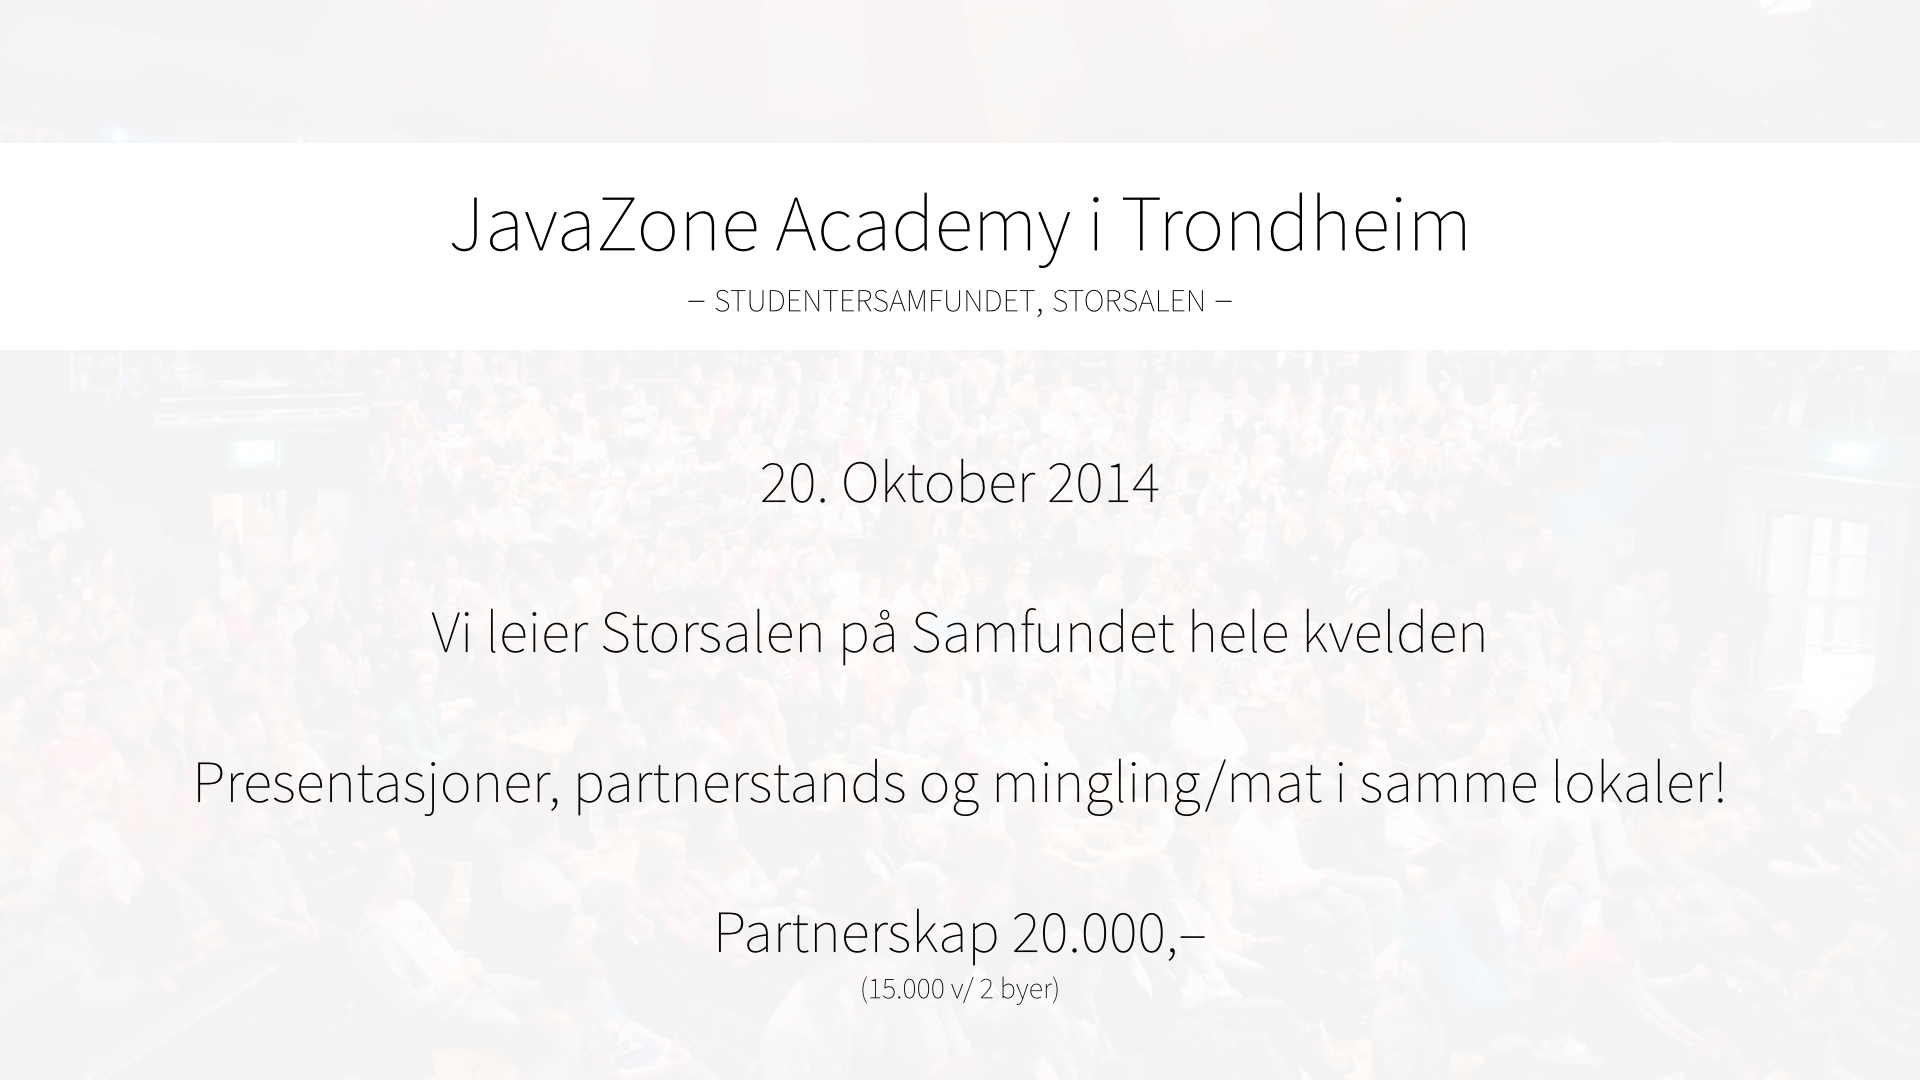 JavaZone Academy i Trondheim
– STUDENTERSAMFUNDET, STORSALEN –
20. Oktober 2014
Vi leier Storsalen på Samfundet hele kvelden
Presentasjoner, partnerstands og mingling/mat i samme lokaler!
Partnerskap 20.000,–
(15.000 v/ 2 byer)